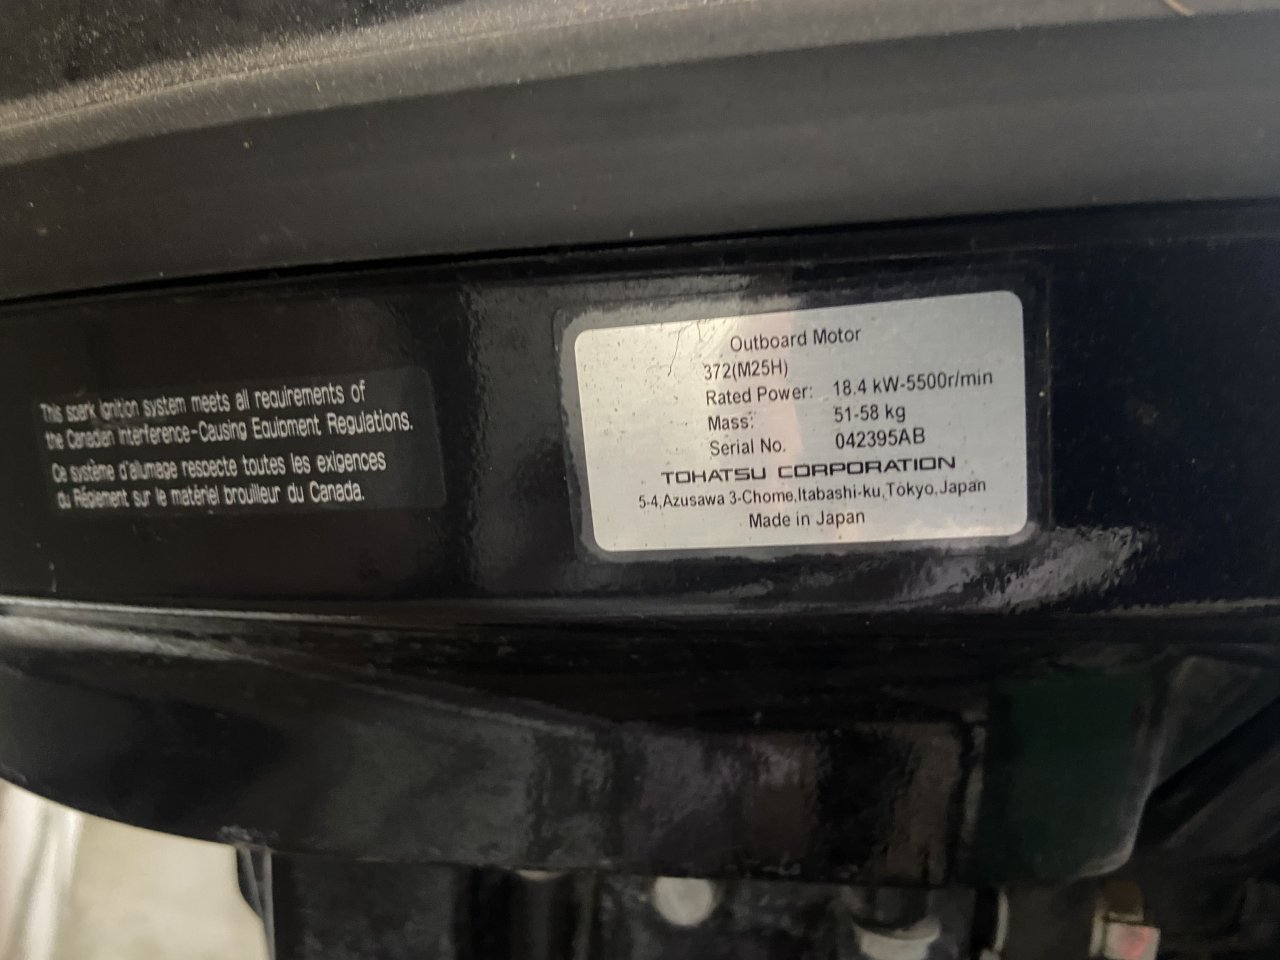 This spark ignition system meets all requirements of
the Canadian Interference-Causing Equipment Regulations.
Ce système d'allumage respecte toutes les exigences
du Réglement sur le matériel brouilleur du Canada.
Outboard Motor
372(M25H)
Rated Power: 18.4 kW-5500r/min
Mass: 51-58 kg
Serial No. 042395AB
TOHATSU CORPORATION
5-4,Azusawa 3-Chome,Itabashi-ku,Tokyo,Japan
Made in Japan